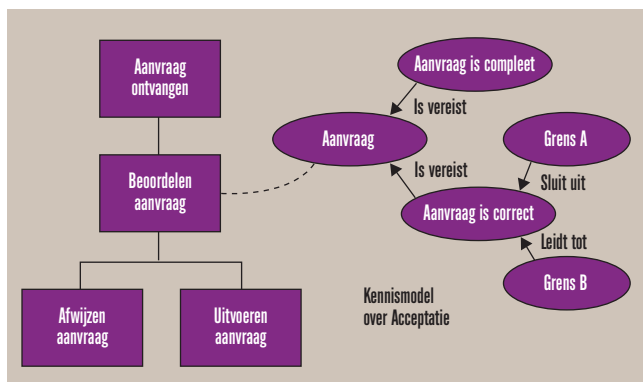 Aanvraag
ontvangen
Beoordelen
aanvraag
Afwijzen
aanvraag
Uitvoeren
aanvraag
Aanvraag is compleet
Is vereist
Aanvraag
Is vereist
Grens A
Sluit uit
Aanvraag is correct
Leidt tot
Grens B
Kennismodel
over Acceptatie